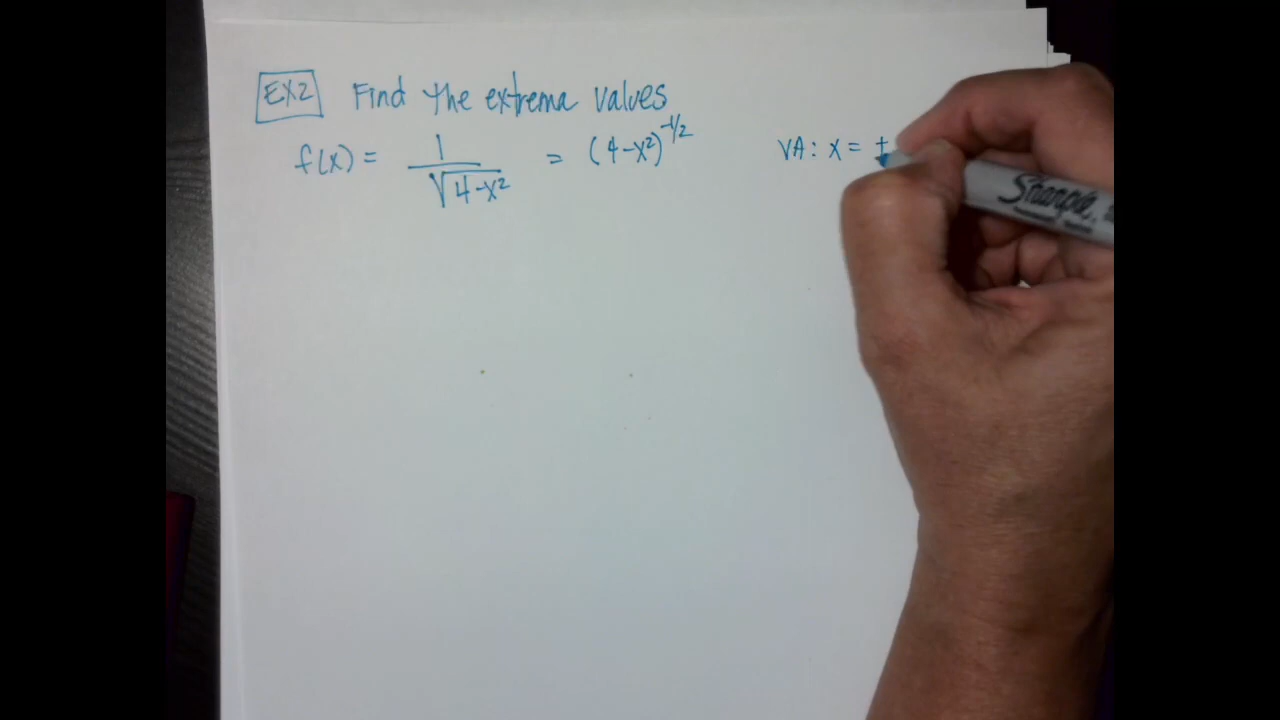 EX2 Find the extrema values
f(x) = 1/√(4-x²) = (4-x²)^(-1/2) VA: x = ±
Sharpie